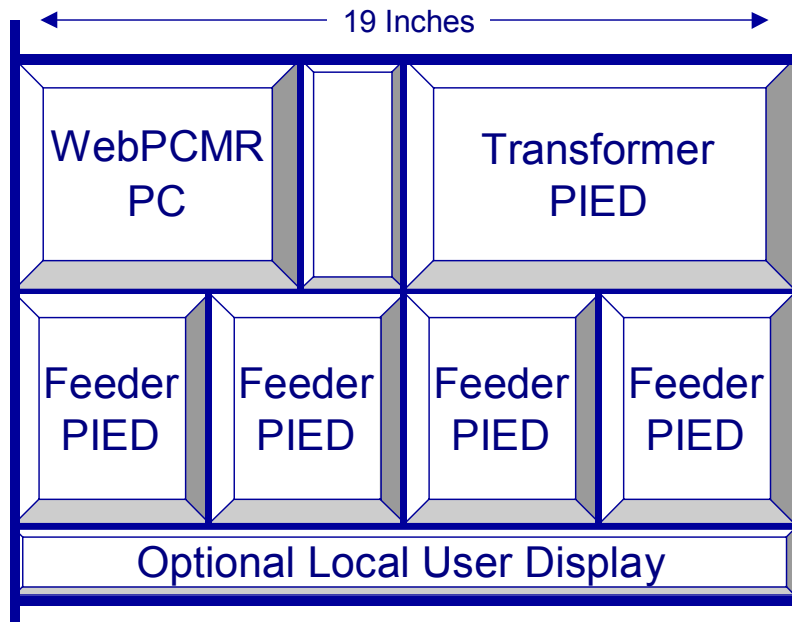 19 Inches
WebPCMR
PC
Transformer
PIED
Feeder
PIED
Feeder
PIED
Feeder
PIED
Feeder
PIED
Optional Local User Display